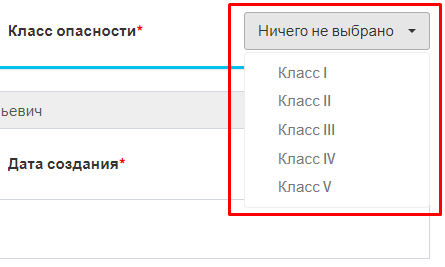 Класс опасности*
Ничего не выбрано
Класс I
Класс II
ьевич
Класс III
Дата создания*
Класс IV
Класс V